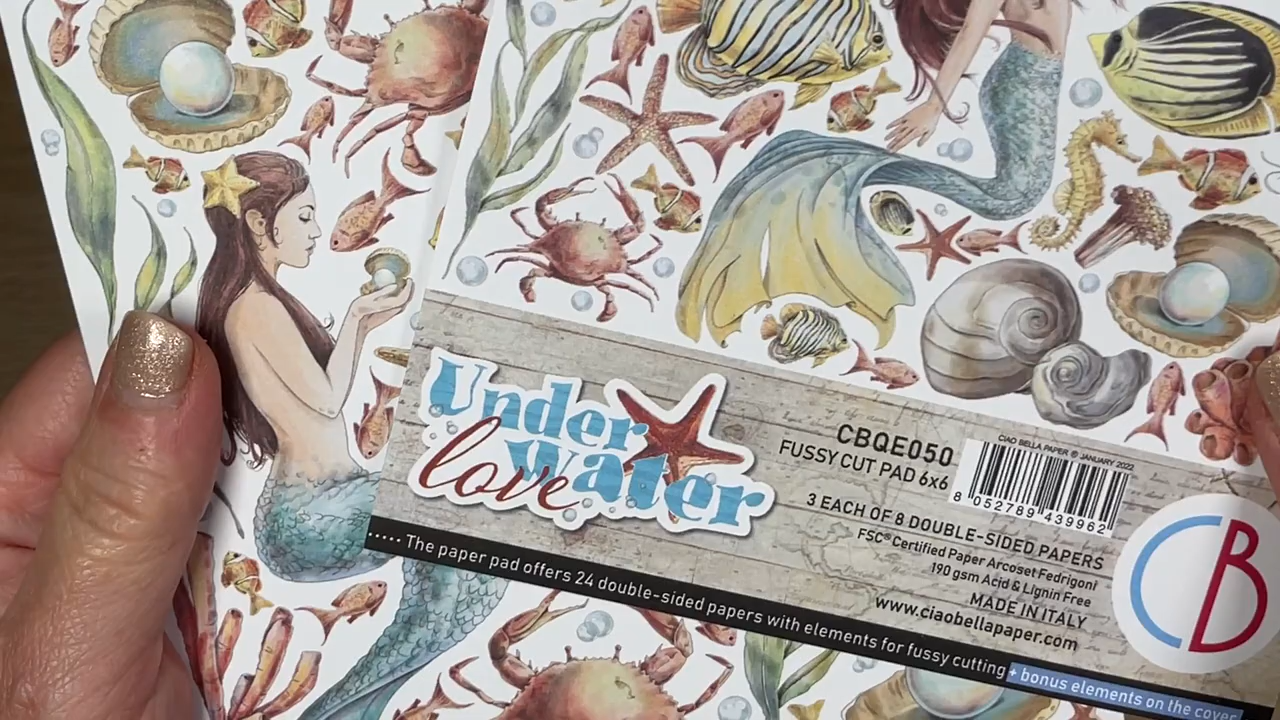 Under
water
love
CBQE050
FUSSY CUT PAD 6x6
CIAO BELLA PAPER ® JANUARY 2022
8 052789 439962
3 EACH OF 8 DOUBLE-SIDED PAPERS
FSC® Certified Paper Arcoset Fedrigoni
190 gsm Acid & Lignin Free
MADE IN ITALY
www.ciaobellapaper.com
CB
The paper pad offers 24 double-sided papers with elements for fussy cutting + bonus elements on the cover